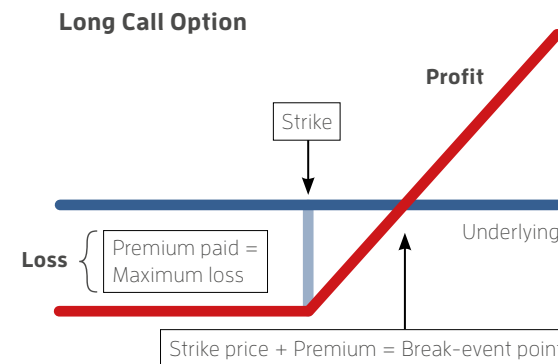 Long Call Option
Profit
Strike
Underlying
Loss
Premium paid =
Maximum loss
Strike price + Premium = Break-event point